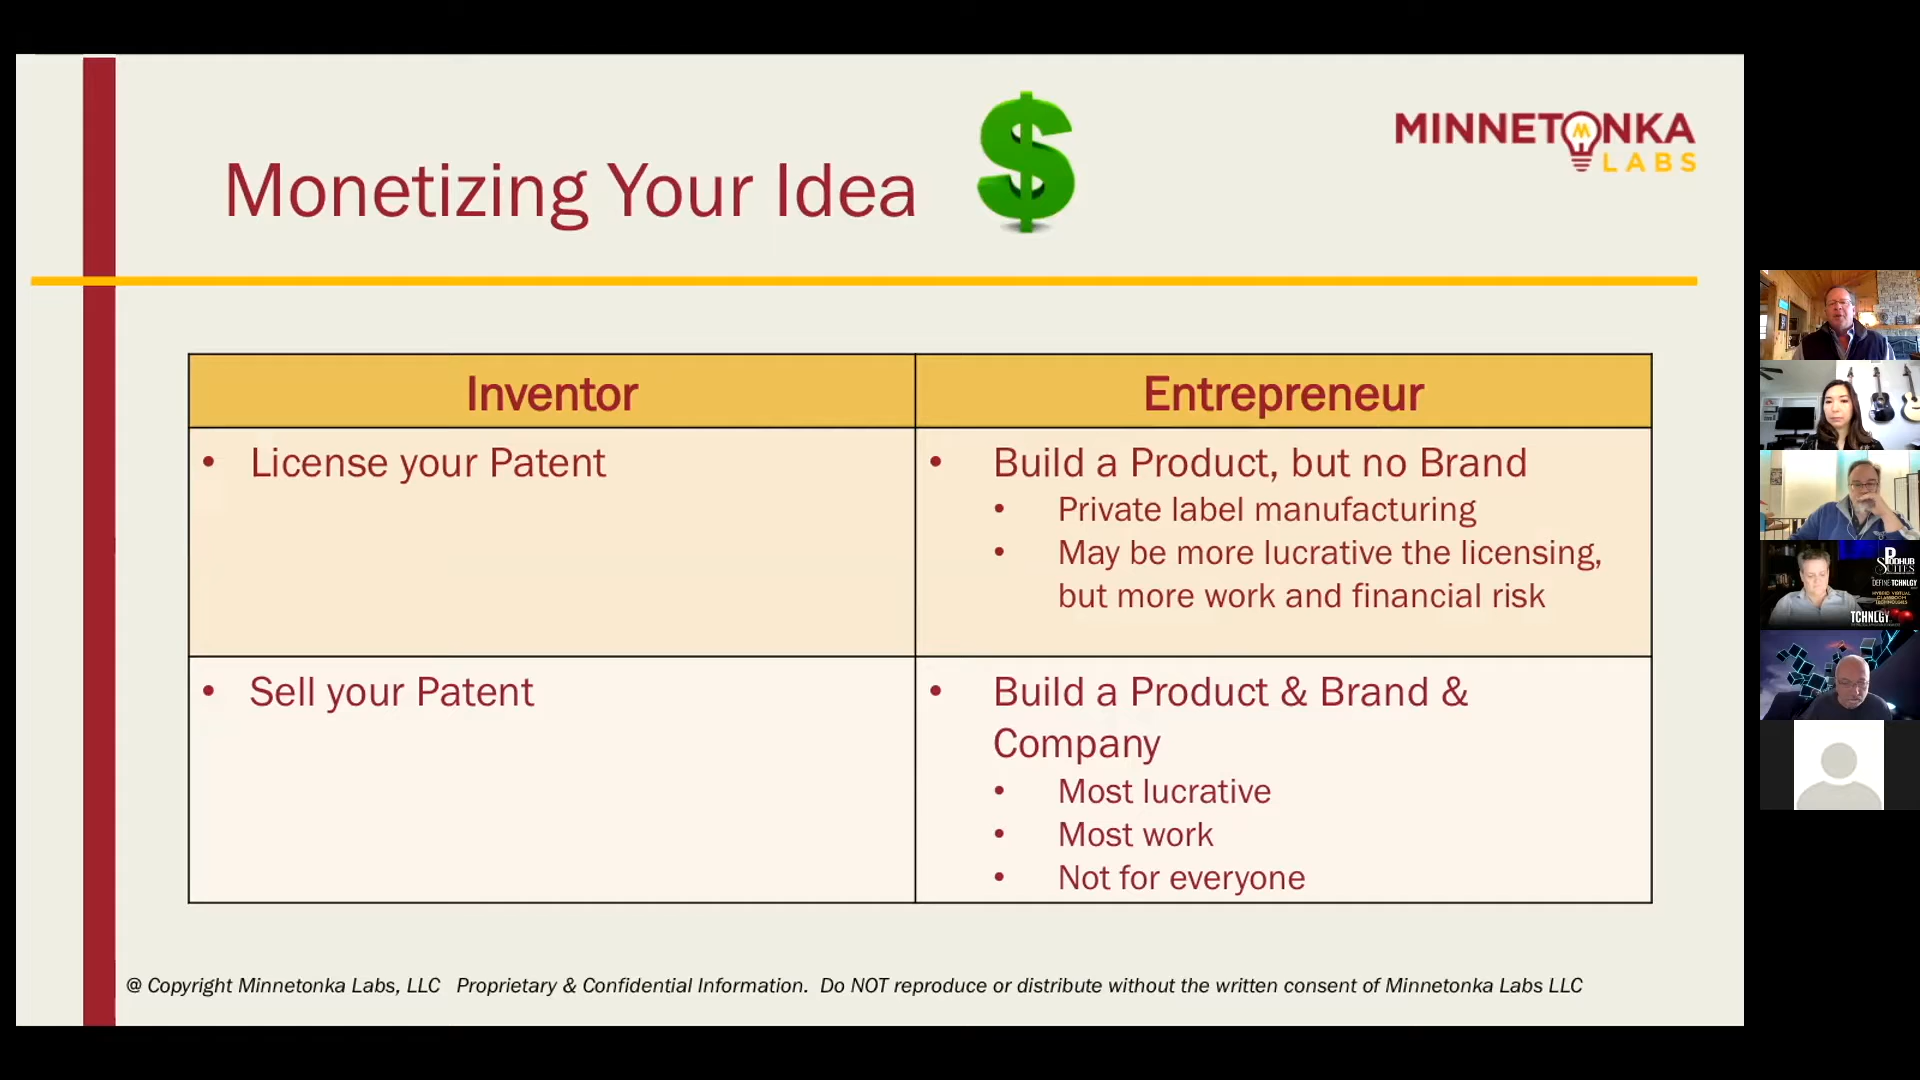 MINNETONKA
LABS
Monetizing Your Idea
$
Inventor
Entrepreneur
• License your Patent
• Build a Product, but no Brand
• Private label manufacturing
• May be more lucrative the licensing,
but more work and financial risk
• Sell your Patent
• Build a Product & Brand &
Company
• Most lucrative
• Most work
• Not for everyone
@ Copyright Minnetonka Labs, LLC Proprietary & Confidential Information. Do NOT reproduce or distribute without the written consent of Minnetonka Labs LLC
DEFINE TCHNLGY
TCHNLGY